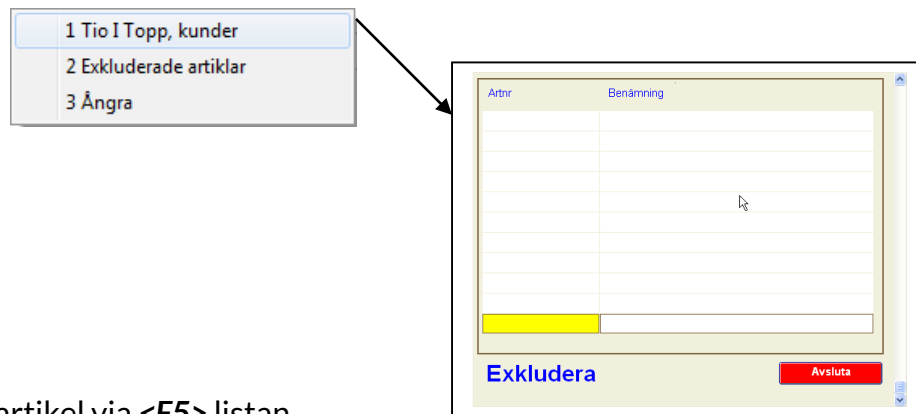 1 Tio I Topp, kunder
2 Exkluderade artiklar
3 Ångra
Artnr Benämning
Exkludera Avsluta
artikel via <F5> listan